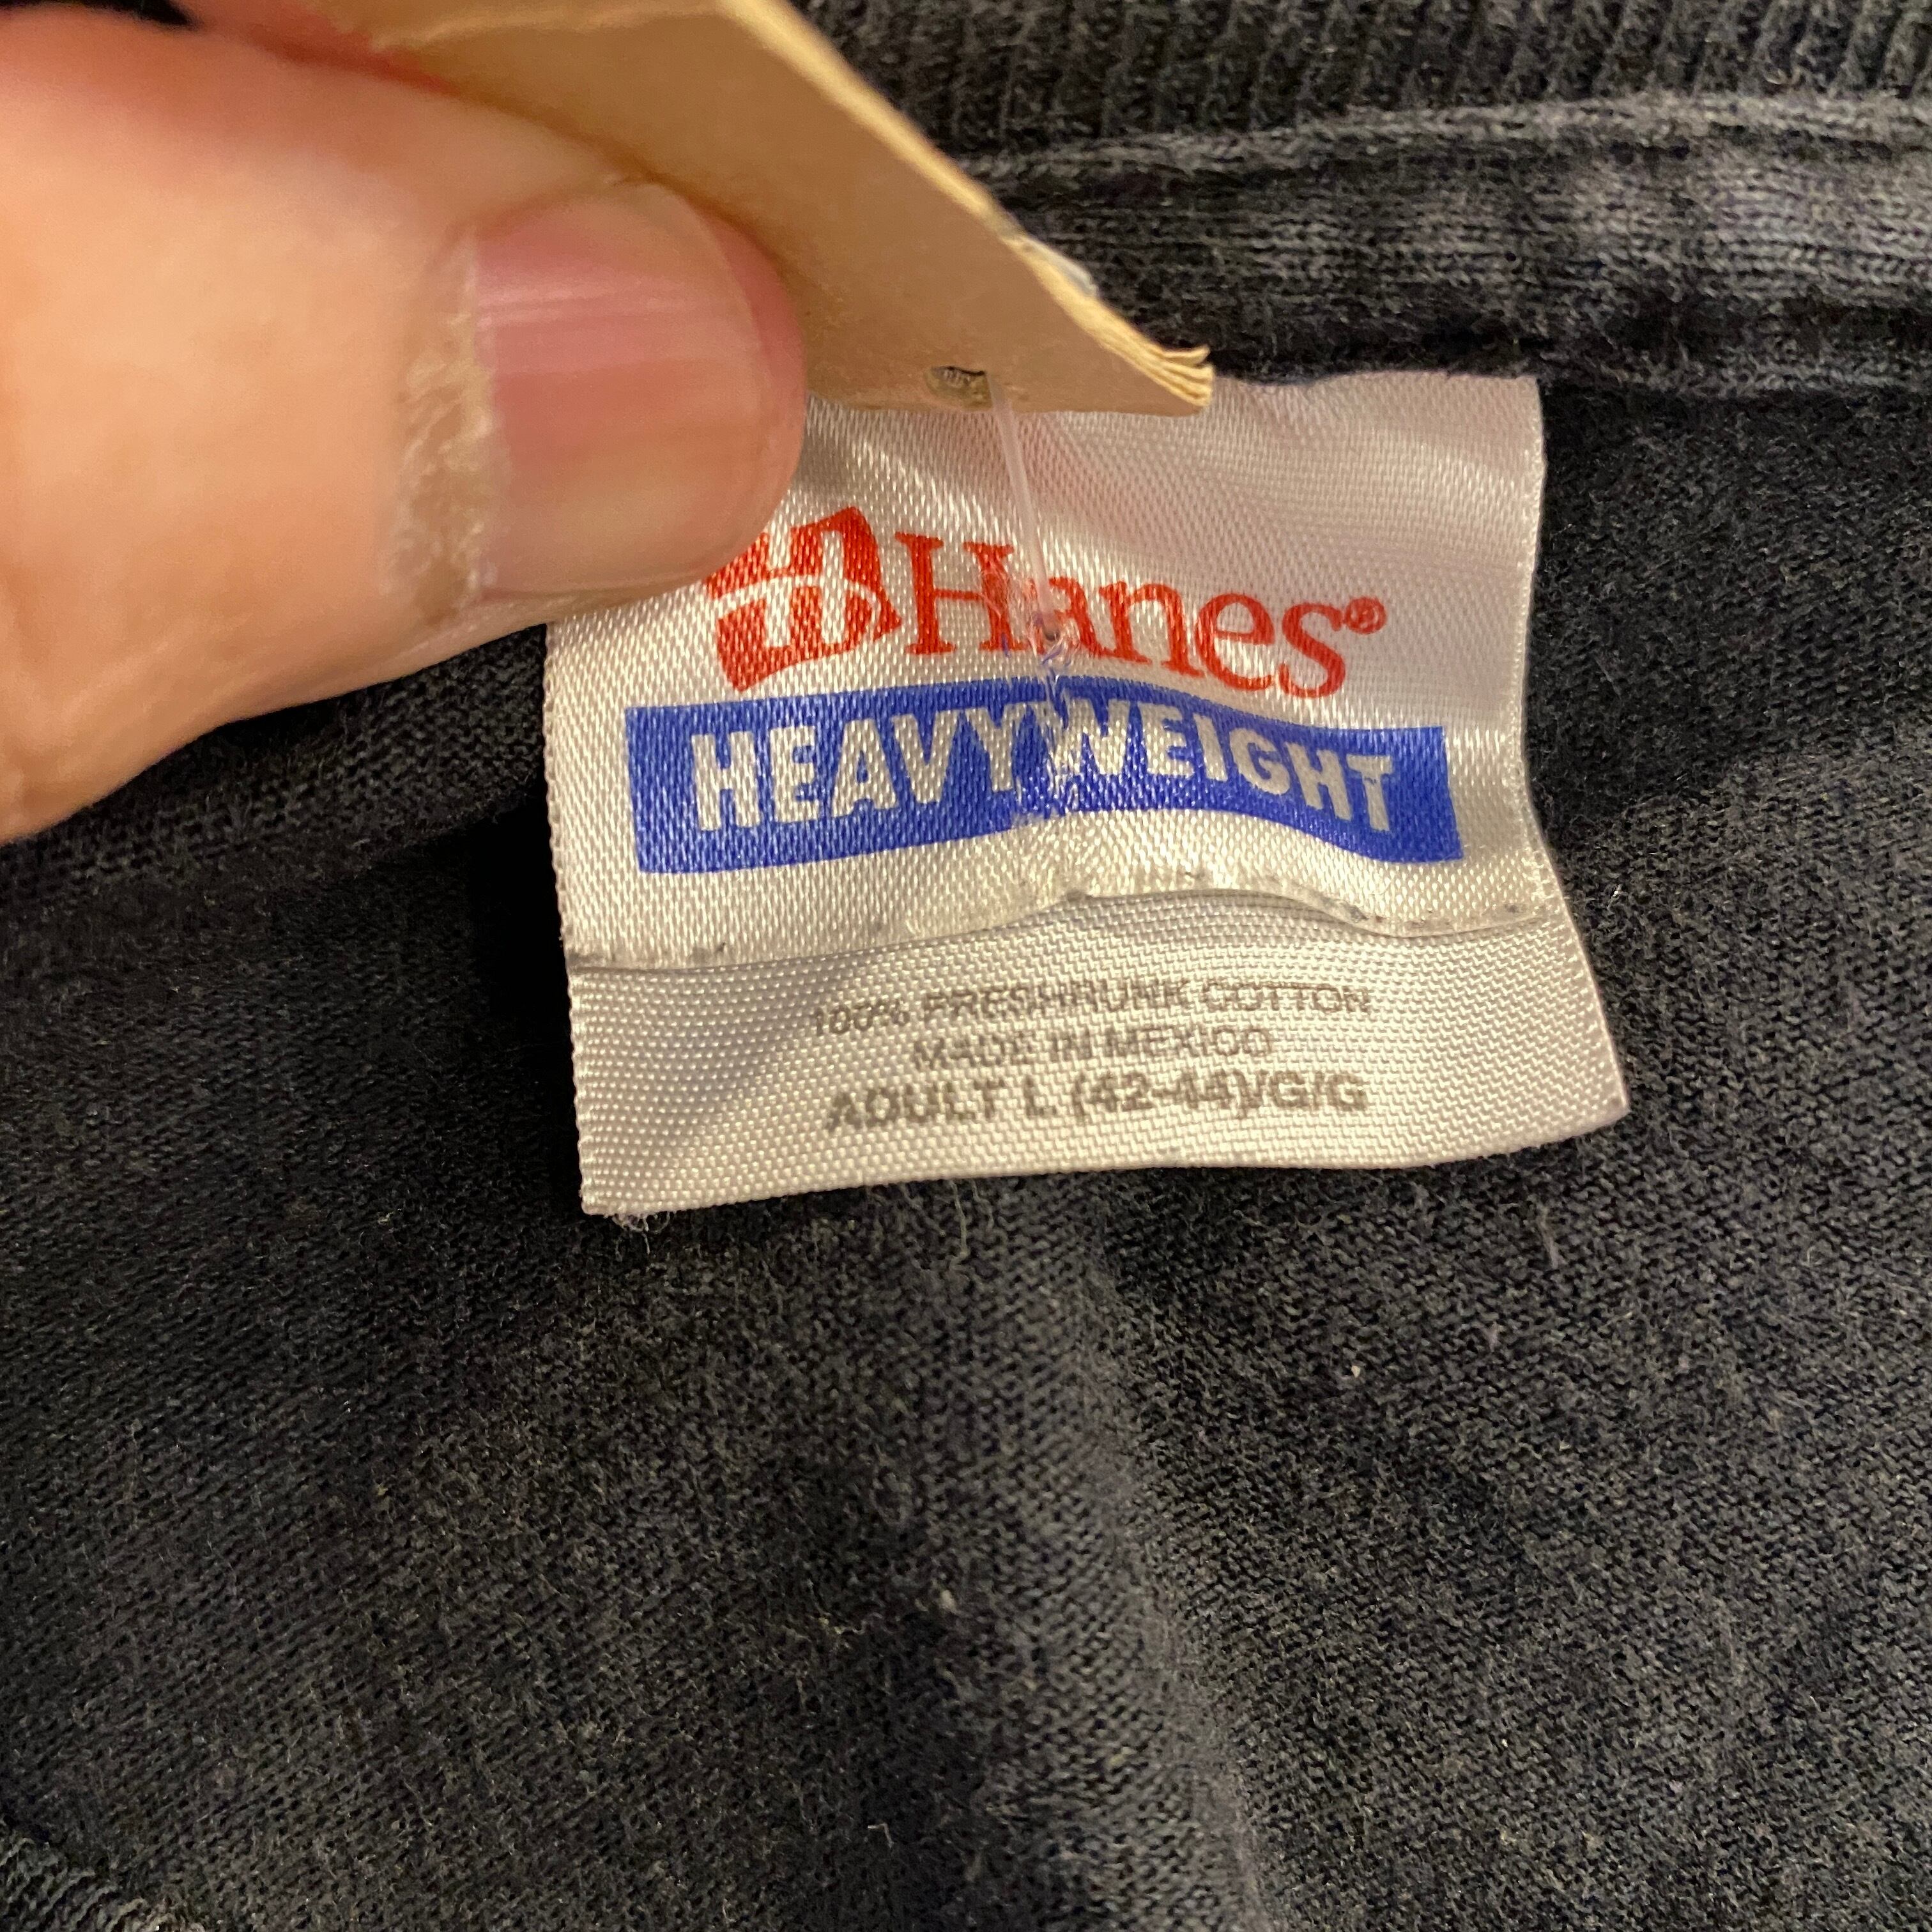 Hanes®
HEAVYWEIGHT
100% PRESHRUNK COTTON
MADE IN MEXICO
ADULT L (42-44)/G/G